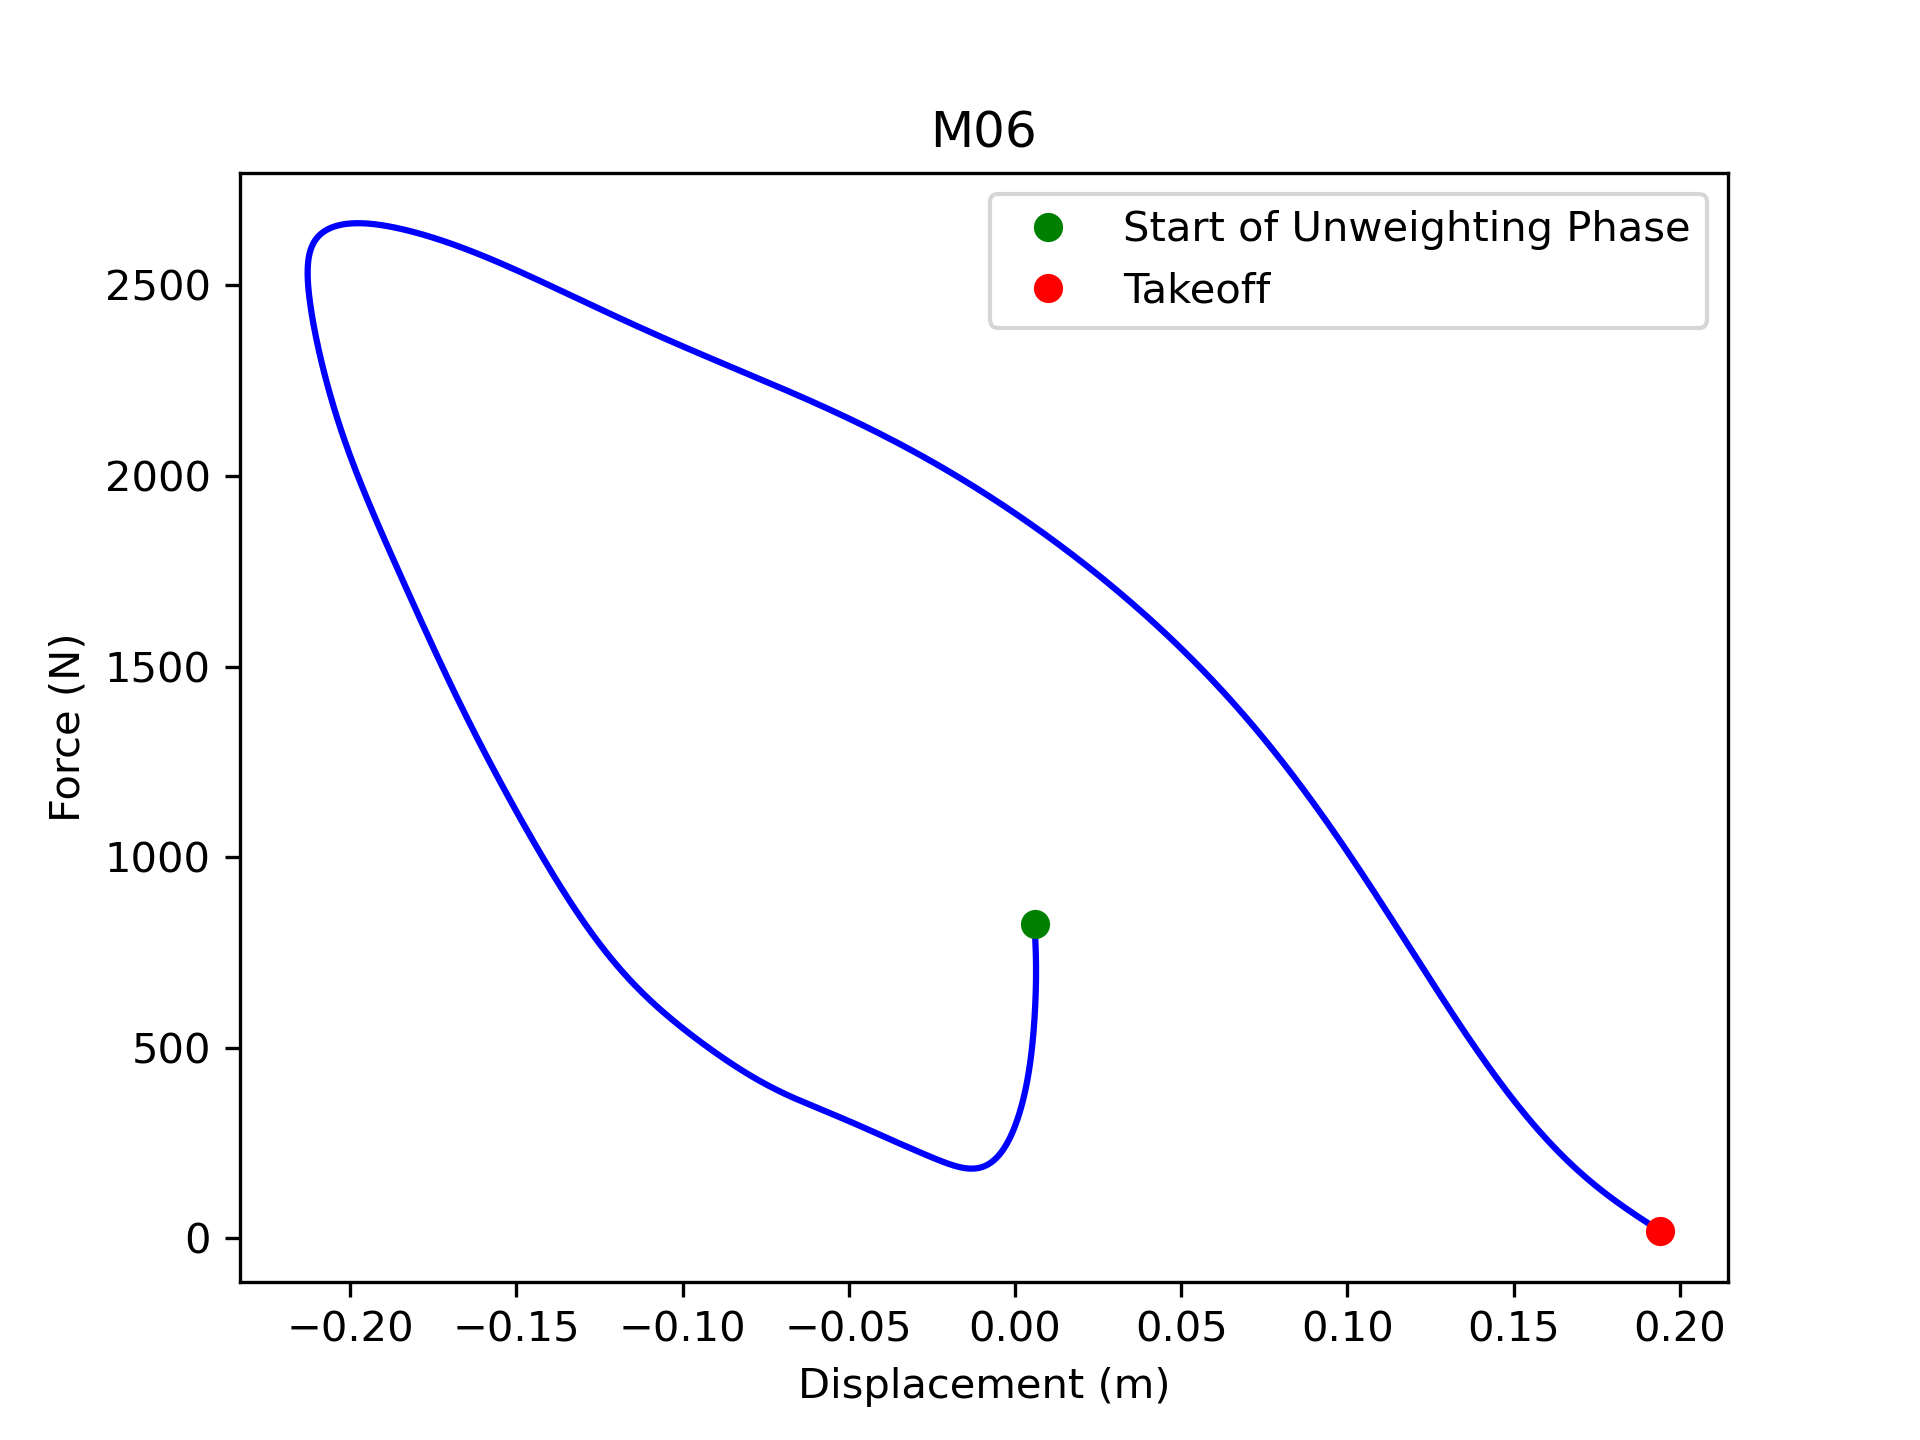 M06
Start of Unweighting Phase
Takeoff
Force (N)
2500
2000
1500
1000
500
0
−0.20 −0.15 −0.10 −0.05 0.00 0.05 0.10 0.15 0.20
Displacement (m)